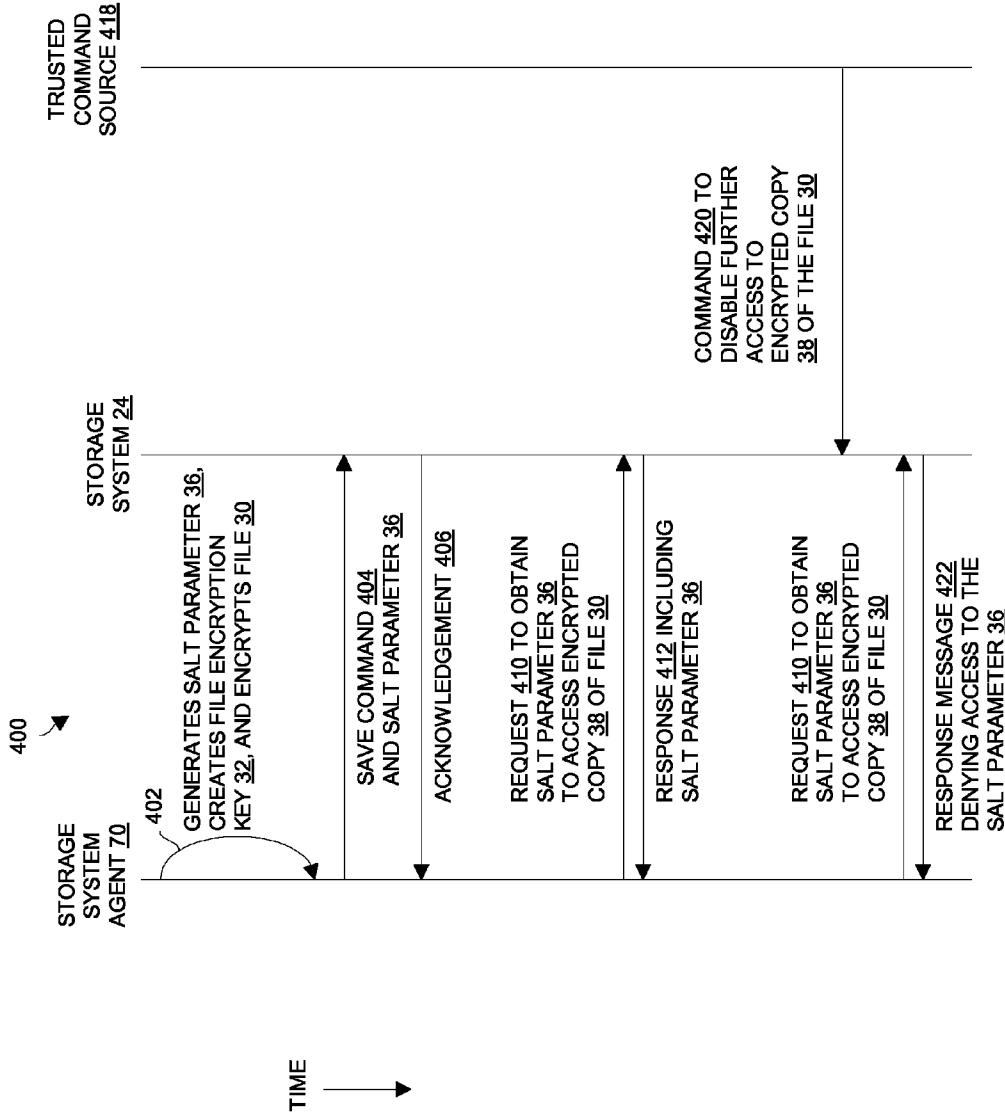 400
TIME
STORAGE
SYSTEM
AGENT 70
STORAGE
SYSTEM 24
TRUSTED
COMMAND
SOURCE 418
402
GENERATES SALT PARAMETER 36,
CREATES FILE ENCRYPTION
KEY 32, AND ENCRYPTS FILE 30
SAVE COMMAND 404
AND SALT PARAMETER 36
ACKNOWLEDGEMENT 406
REQUEST 410 TO OBTAIN
SALT PARAMETER 36
TO ACCESS ENCRYPTED
COPY 38 OF FILE 30
RESPONSE 412 INCLUDING
SALT PARAMETER 36
COMMAND 420 TO
DISABLE FURTHER
ACCESS TO
ENCRYPTED COPY
38 OF THE FILE 30
REQUEST 410 TO OBTAIN
SALT PARAMETER 36
TO ACCESS ENCRYPTED
COPY 38 OF FILE 30
RESPONSE MESSAGE 422
DENYING ACCESS TO THE
SALT PARAMETER 36